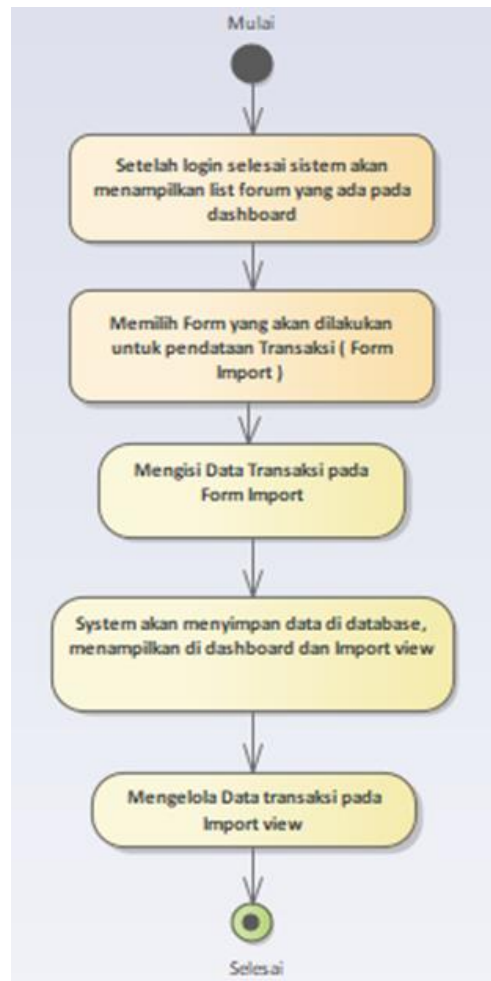 Mulai
Setelah login selesai sistem akan
menampilkan list forum yang ada pada
dashboard
Memilih Form yang akan dilakukan
untuk pendataan Transaksi ( Form
Import )
Mengisi Data Transaksi pada
Form Import
System akan menyimpan data di database,
menampilkan di dashboard dan Import view
Mengelola Data transaksi pada
Import view
Selesai